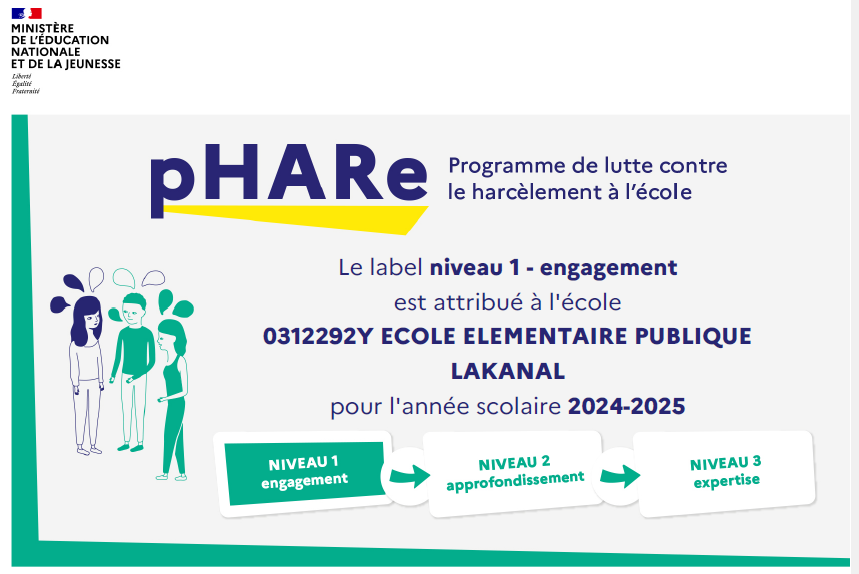 MINISTÈRE
DE L'ÉDUCATION
NATIONALE
ET DE LA JEUNESSE
Liberté
Égalité
Fraternité
pHARe
Programme de lutte contre
le harcèlement à l'école
Le label niveau 1 - engagement
est attribué à l'école
0312292Y ECOLE ELEMENTAIRE PUBLIQUE
LAKANAL
pour l'année scolaire 2024-2025
NIVEAU 1
engagement
NIVEAU 2
approfondissement
NIVEAU 3
expertise